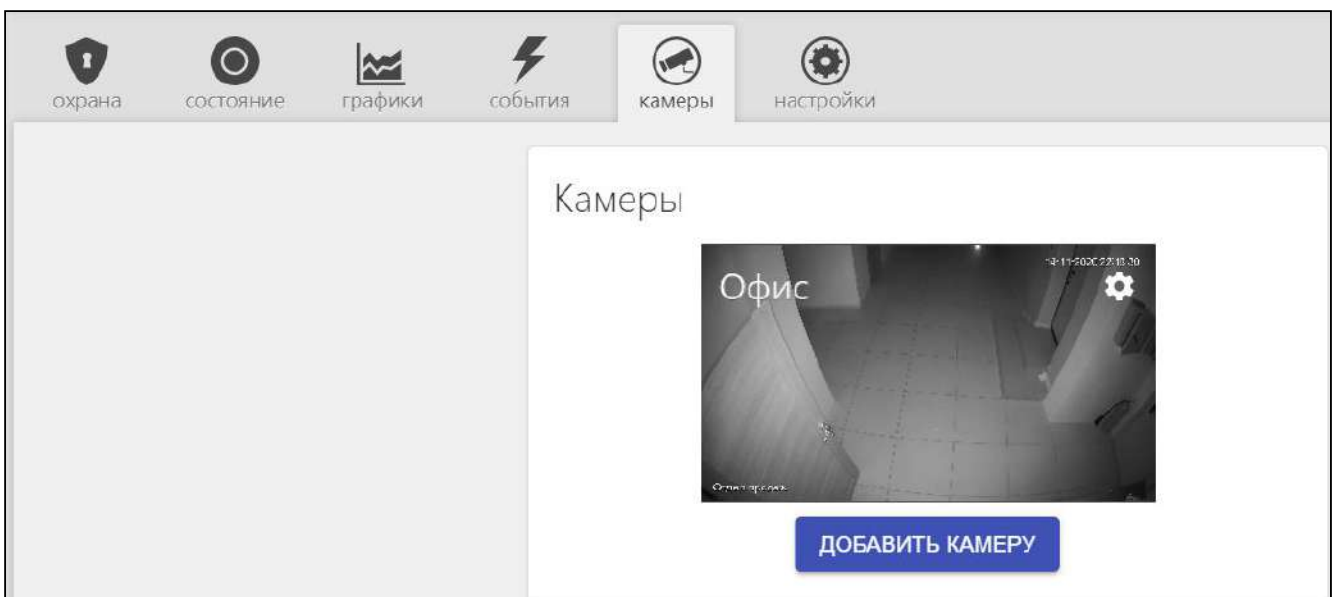 охрана состояние графики события камеры настройки
Камеры
Офис
ДОБАВИТЬ КАМЕРУ